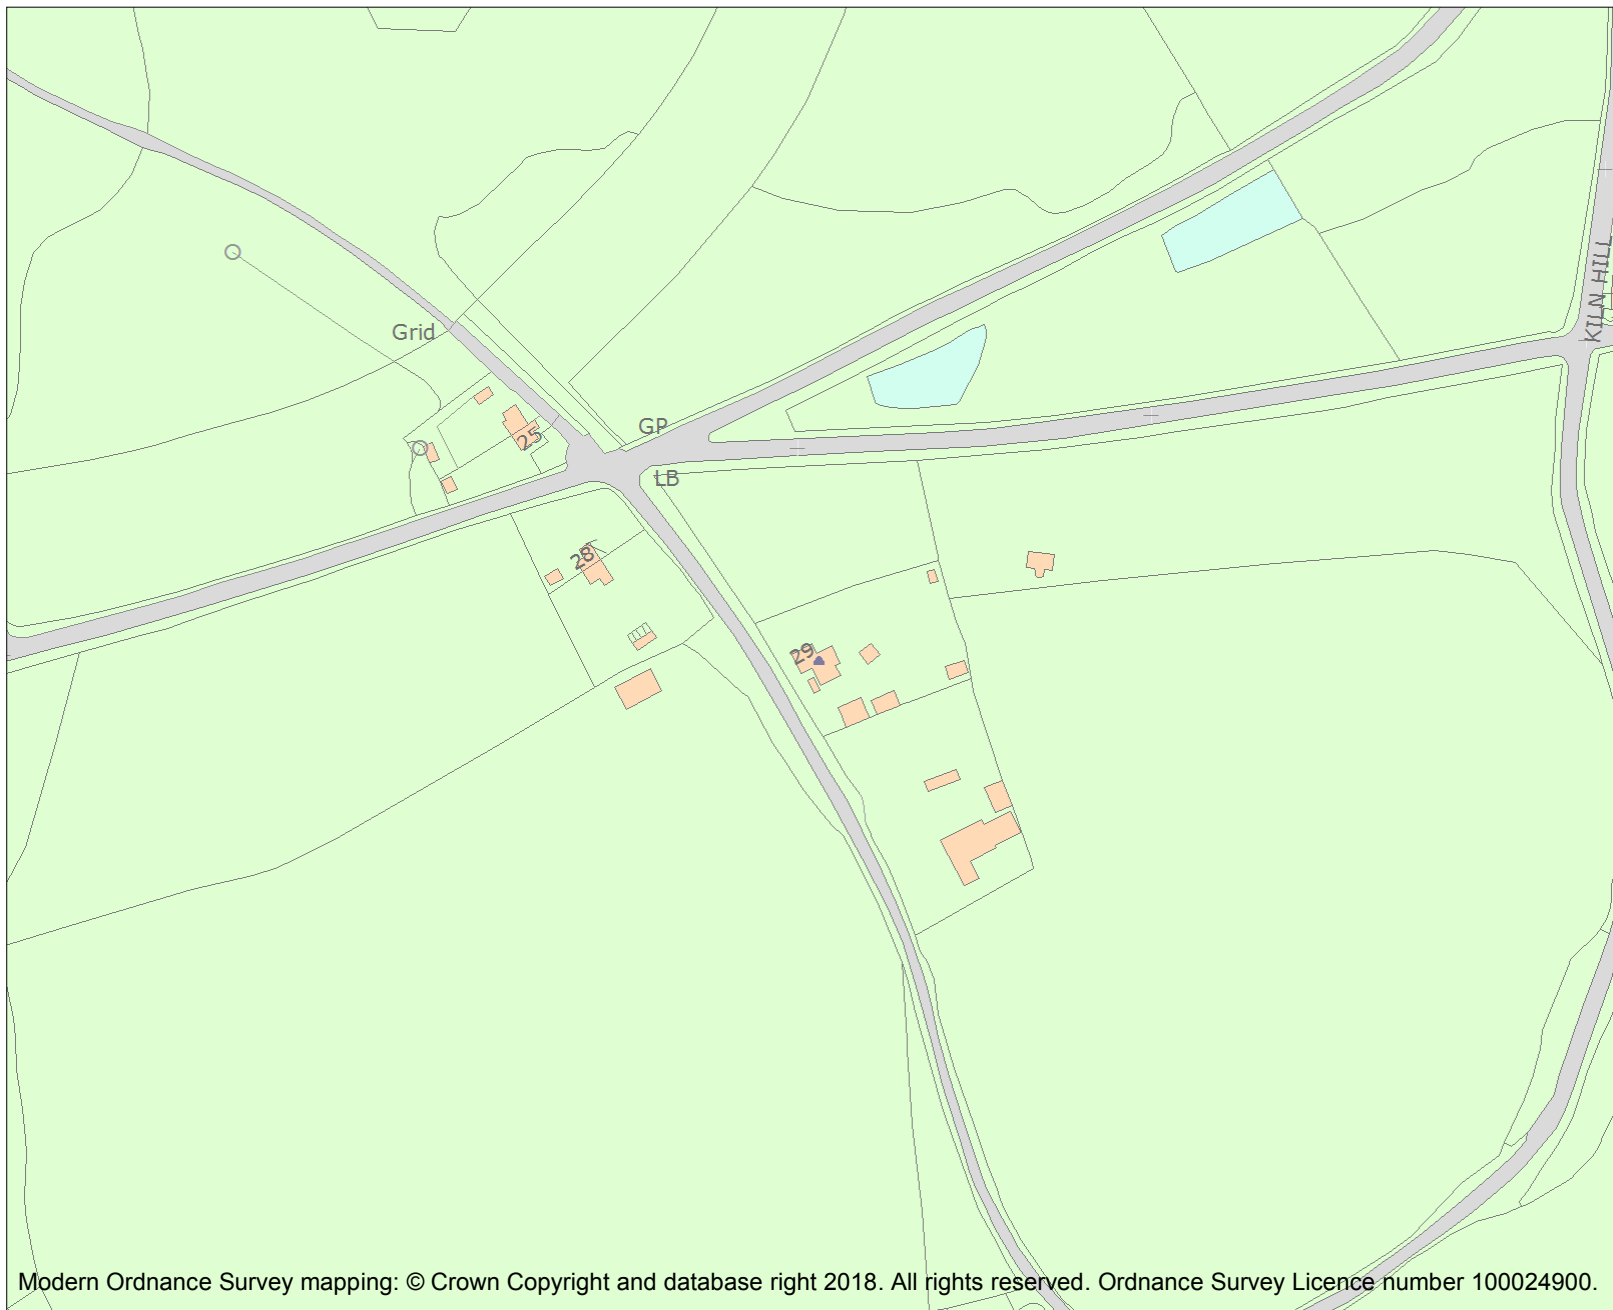 KILN HILL
Grid
GP
25
LB
28
29
Modern Ordnance Survey mapping: © Crown Copyright and database right 2018. All rights reserved. Ordnance Survey Licence number 100024900.